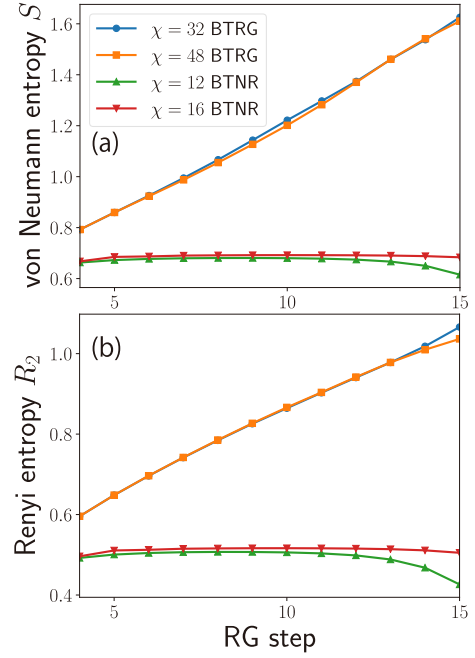 von Neumann entropy S
1.6
1.4
1.2
1.0
0.8
0.6
χ = 32 BTRG
χ = 48 BTRG
χ = 12 BTNR
χ = 16 BTNR
(a)
5
10
15
Renyi entropy R₂
1.0
0.8
0.6
0.4
(b)
5
10
15
RG step